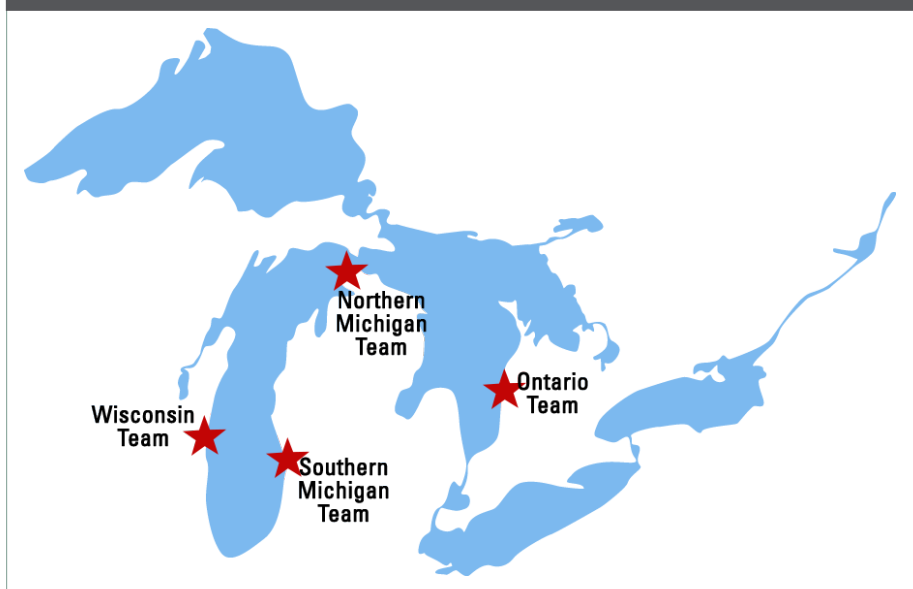 Northern
Michigan
Team
Ontario
Team
Wisconsin
Team
Southern
Michigan
Team